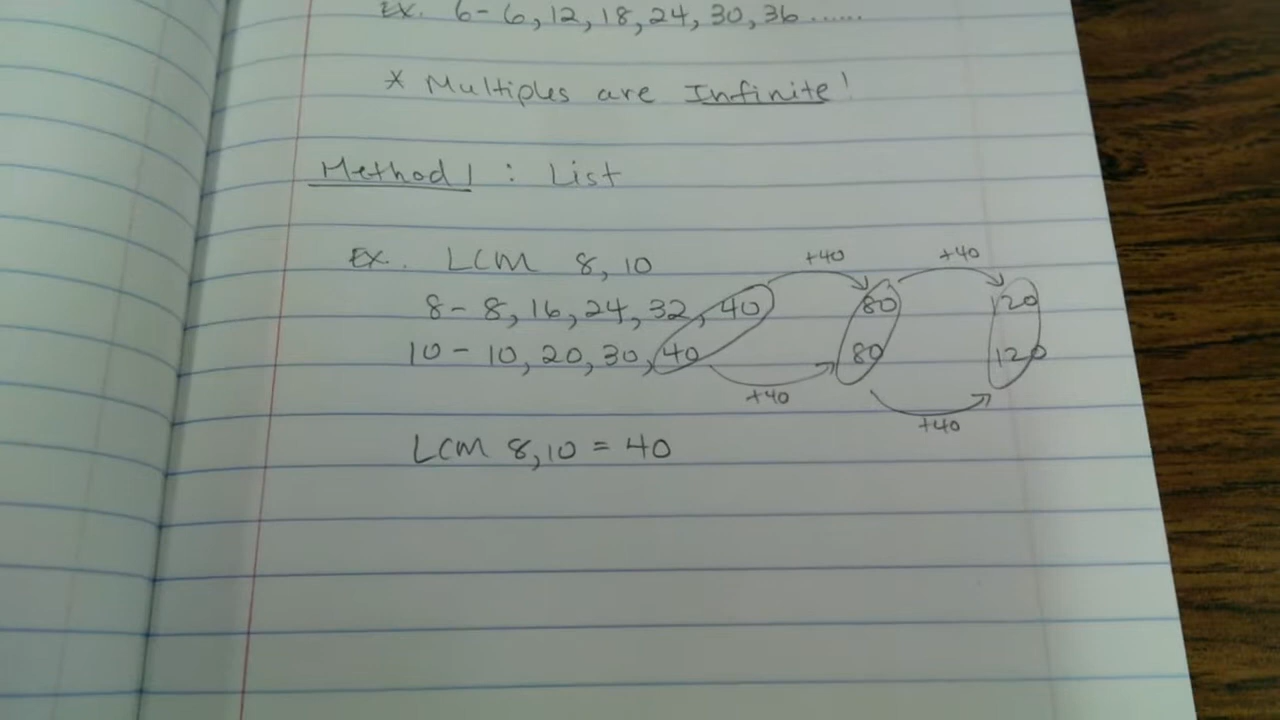 Ex. 6 - 6, 12, 18, 24, 30, 36 ......
* Multiples are Infinite!
Method 1 : List
Ex. LCM 8, 10
+40 +40
8 - 8, 16, 24, 32, 40 80 120
10 - 10, 20, 30, 40 80 120
+40 +40
LCM 8, 10 = 40